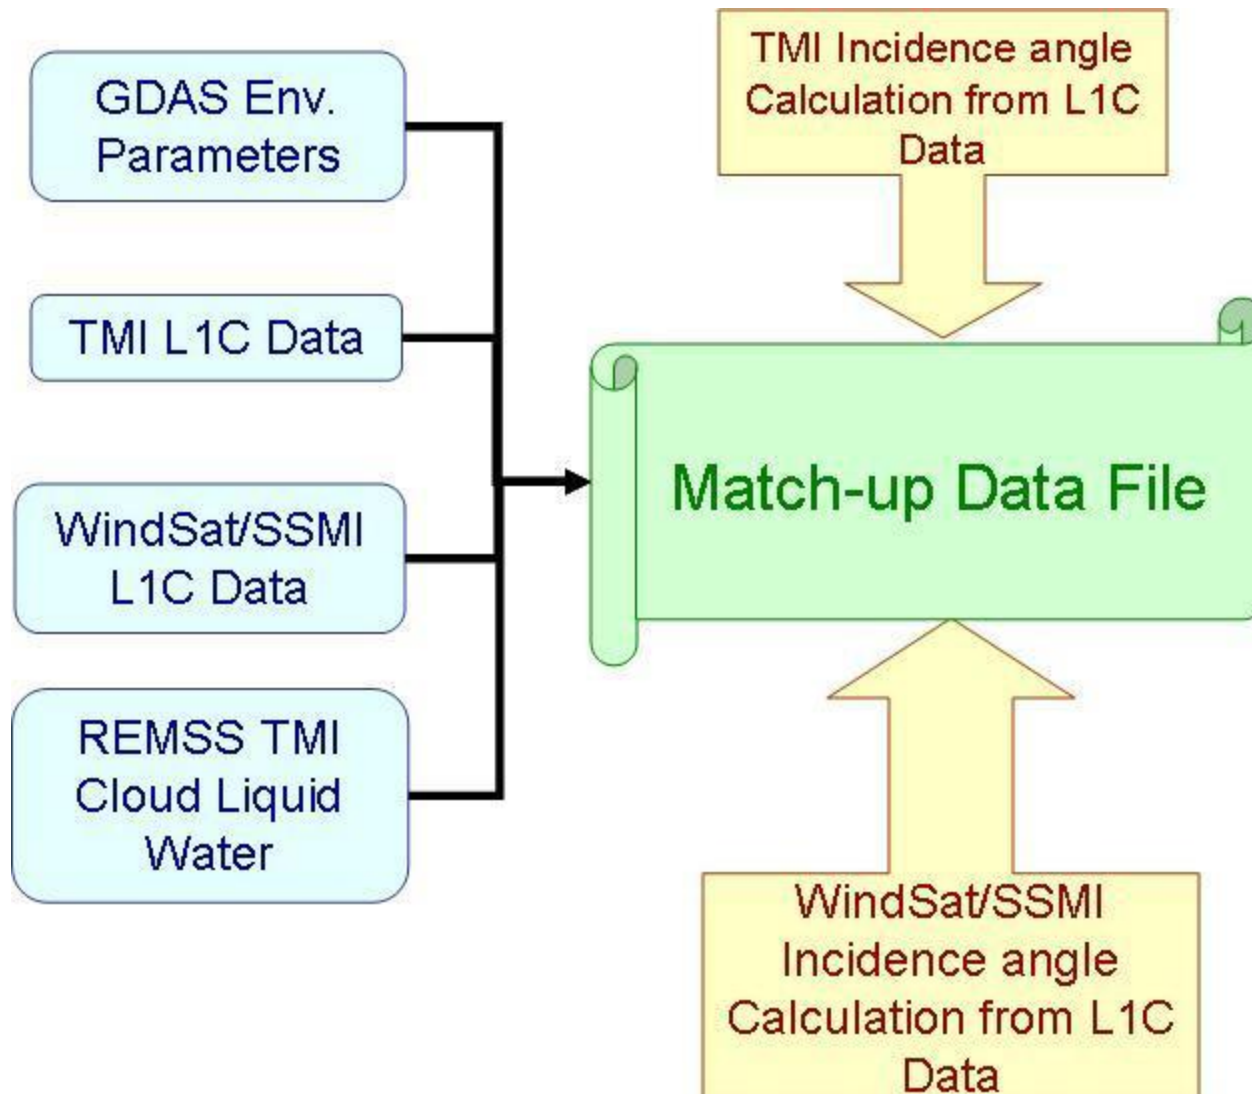 GDAS Env.
Parameters
TMI L1C Data
WindSat/SSMI
L1C Data
REMSS TMI
Cloud Liquid
Water
TMI Incidence angle
Calculation from L1C
Data
Match-up Data File
WindSat/SSMI
Incidence angle
Calculation from L1C
Data